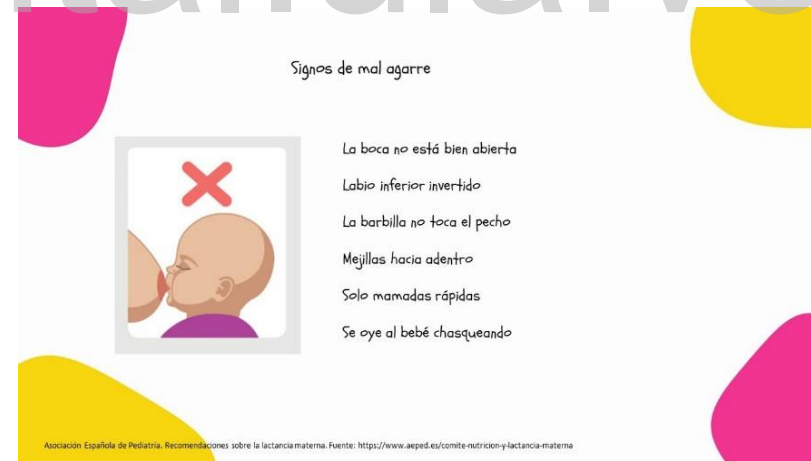 Signos de mal agarre
La boca no está bien abierta
Labio inferior invertido
La barbilla no toca el pecho
Mejillas hacia adentro
Solo mamadas rápidas
Se oye al bebé chasqueando
Asociación Española de Pediatría. Recomendaciones sobre la lactancia materna. Fuente: https://www.aeped.es/comite-nutricion-y-lactancia-materna